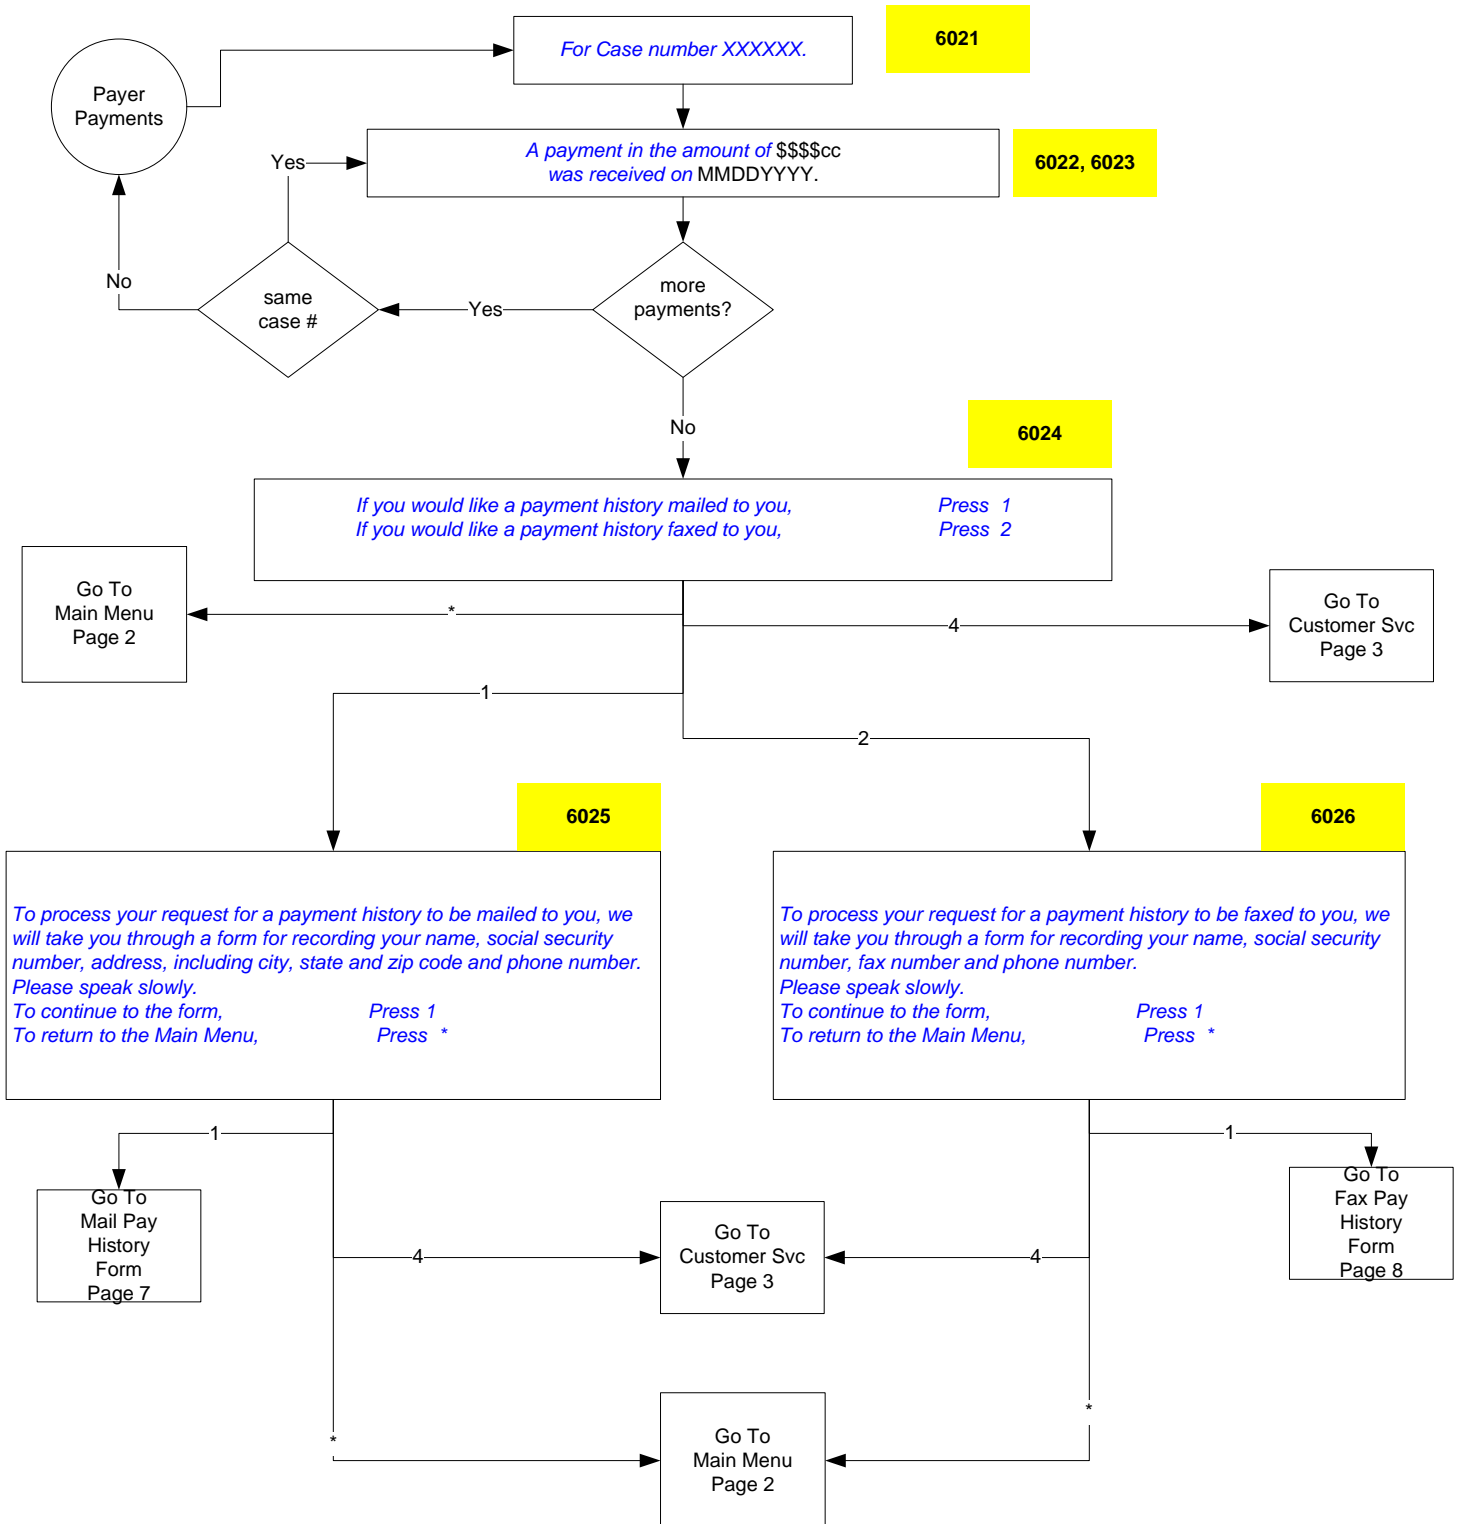 For Case number XXXXXX.
6021
Payer
Payments
A payment in the amount of $$$$cc
was received on MMDDYYYY.
6022, 6023
Yes
No
same
case #
Yes
more
payments?
No
6024
If you would like a payment history mailed to you, Press 1
If you would like a payment history faxed to you, Press 2
Go To
Main Menu
Page 2
*
4
Go To
Customer Svc
Page 3
1
2
6025
6026
To process your request for a payment history to be mailed to you, we
will take you through a form for recording your name, social security
number, address, including city, state and zip code and phone number.
Please speak slowly.
To continue to the form, Press 1
To return to the Main Menu, Press *
To process your request for a payment history to be faxed to you, we
will take you through a form for recording your name, social security
number, fax number and phone number.
Please speak slowly.
To continue to the form, Press 1
To return to the Main Menu, Press *
1
1
Go To
Mail Pay
History
Form
Page 7
4
Go To
Customer Svc
Page 3
4
Go To
Fax Pay
History
Form
Page 8
*
Go To
Main Menu
Page 2
*